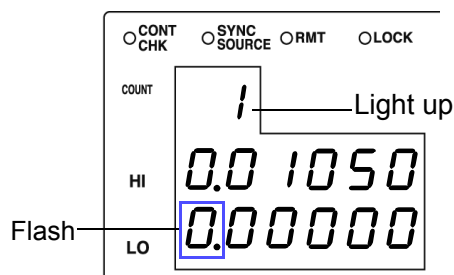 CONT CHK SYNC SOURCE RMT LOCK
COUNT 1 Light up
HI 0.01050
Flash LO 0.00000